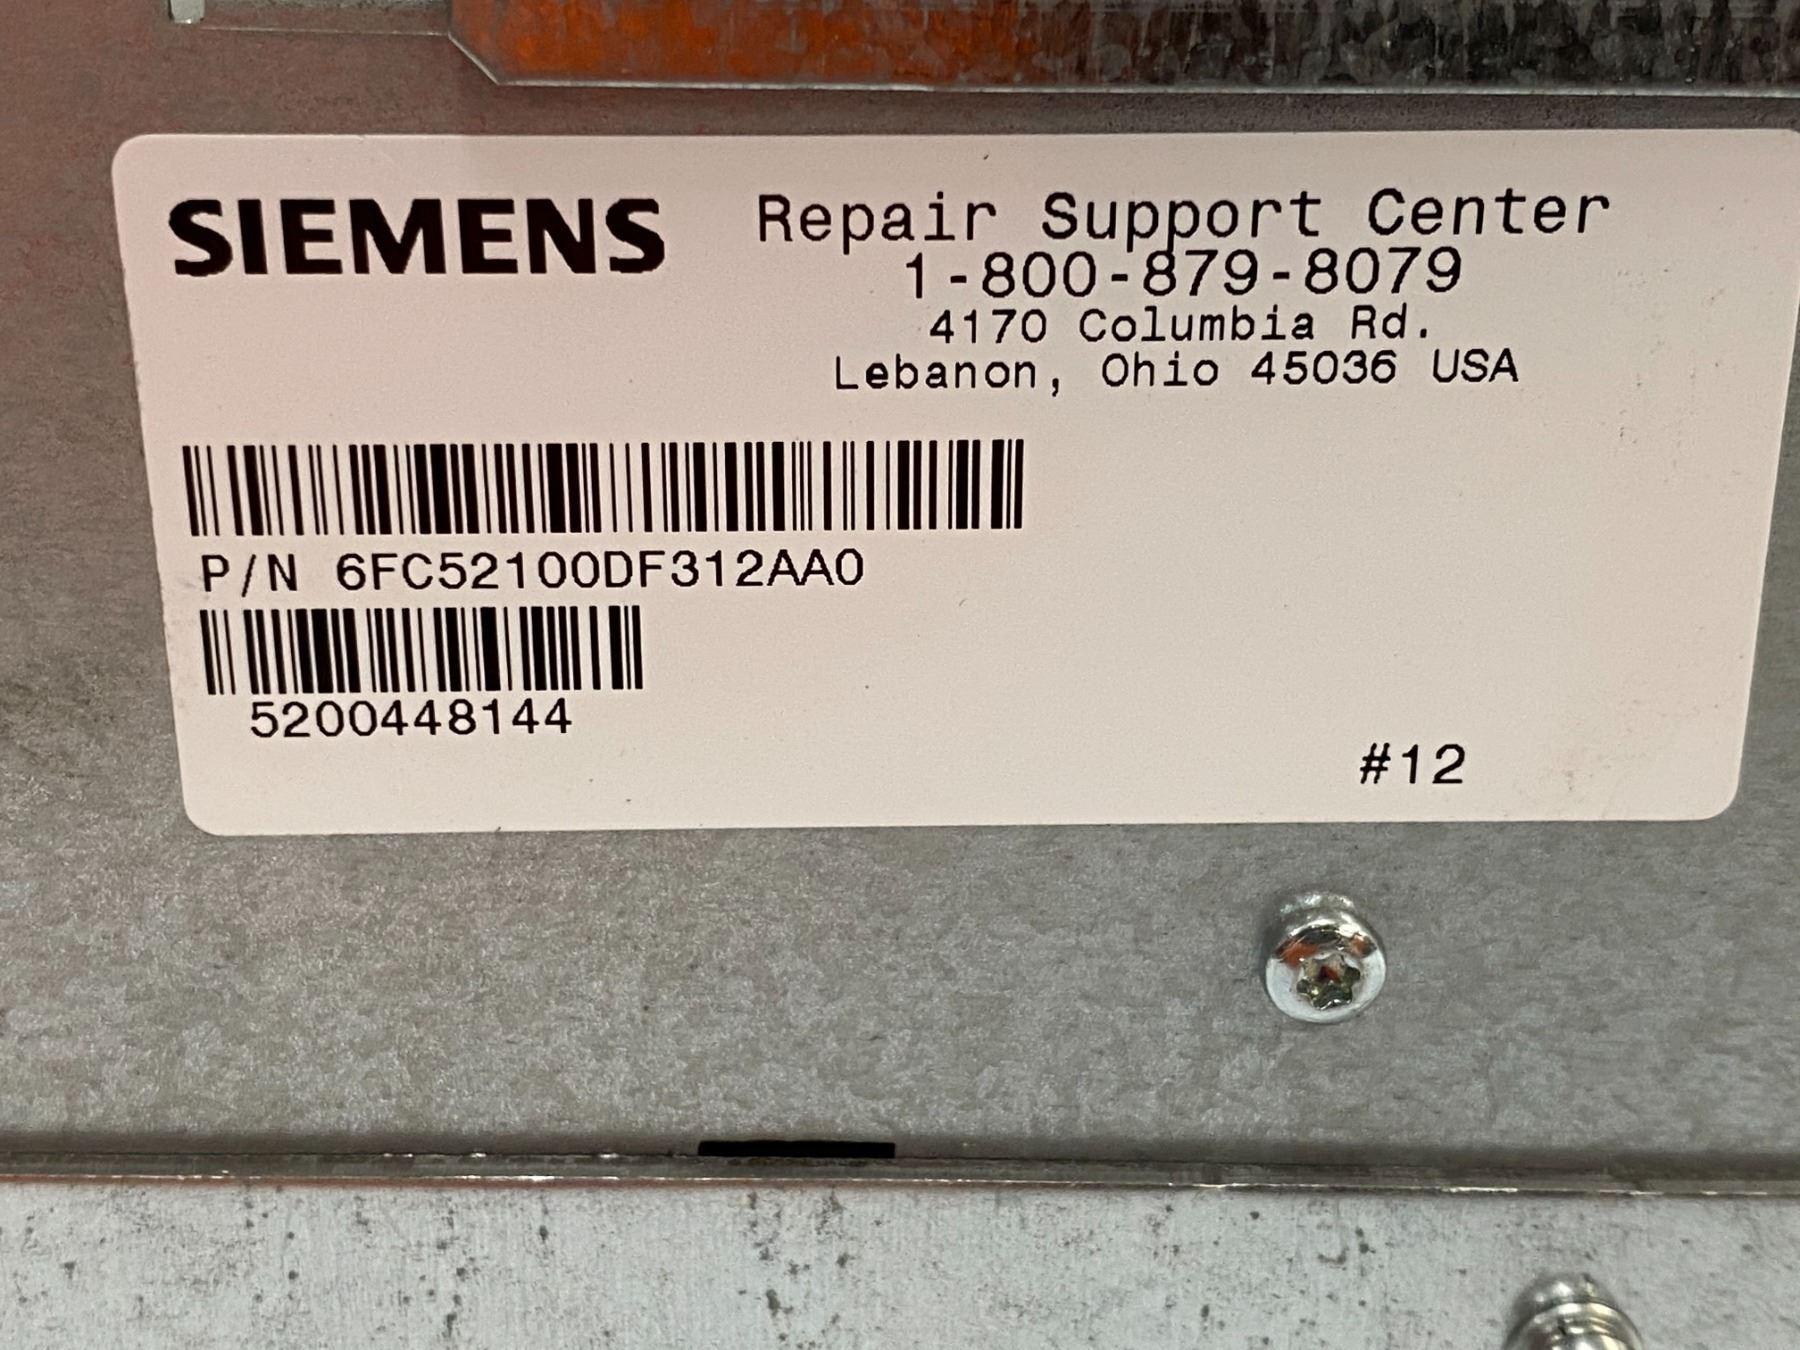 SIEMENS
Repair Support Center
1-800-879-8079
4170 Columbia Rd.
Lebanon, Ohio 45036 USA
P/N 6FC52100DF312AA0
5200448144
#12